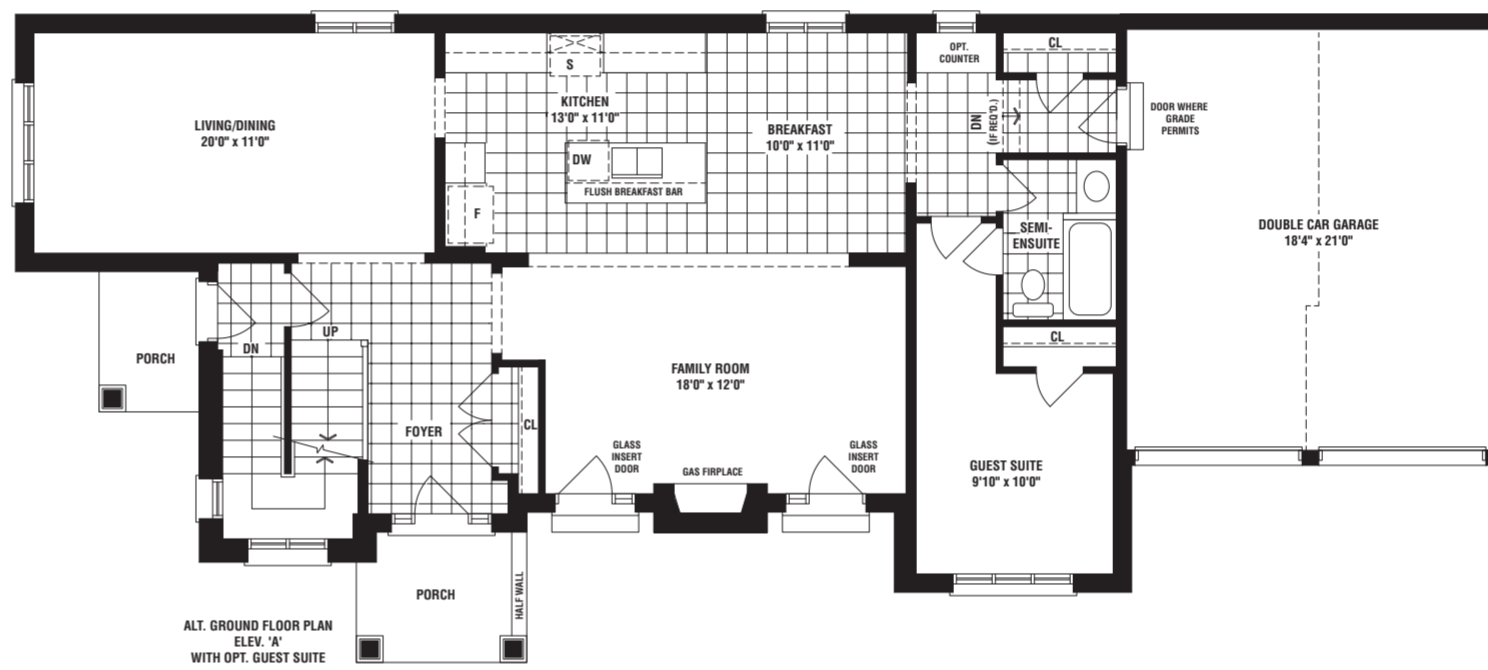 OPT.
COUNTER
CL
S
LIVING/DINING
20'0" x 11'0"
KITCHEN
13'0" x 11'0"
BREAKFAST
10'0" x 11'0"
DN
(IF REQ'D.)
DOOR WHERE
GRADE
PERMITS
DW
FLUSH BREAKFAST BAR
F
SEMI-
ENSUITE
DOUBLE CAR GARAGE
18'4" x 21'0"
UP
DN
PORCH
CL
FAMILY ROOM
18'0" x 12'0"
FOYER
CL
GLASS
INSERT
DOOR
GAS FIREPLACE
GLASS
INSERT
DOOR
GUEST SUITE
9'10" x 10'0"
PORCH
HALF WALL
ALT. GROUND FLOOR PLAN
ELEV. 'A'
WITH OPT. GUEST SUITE